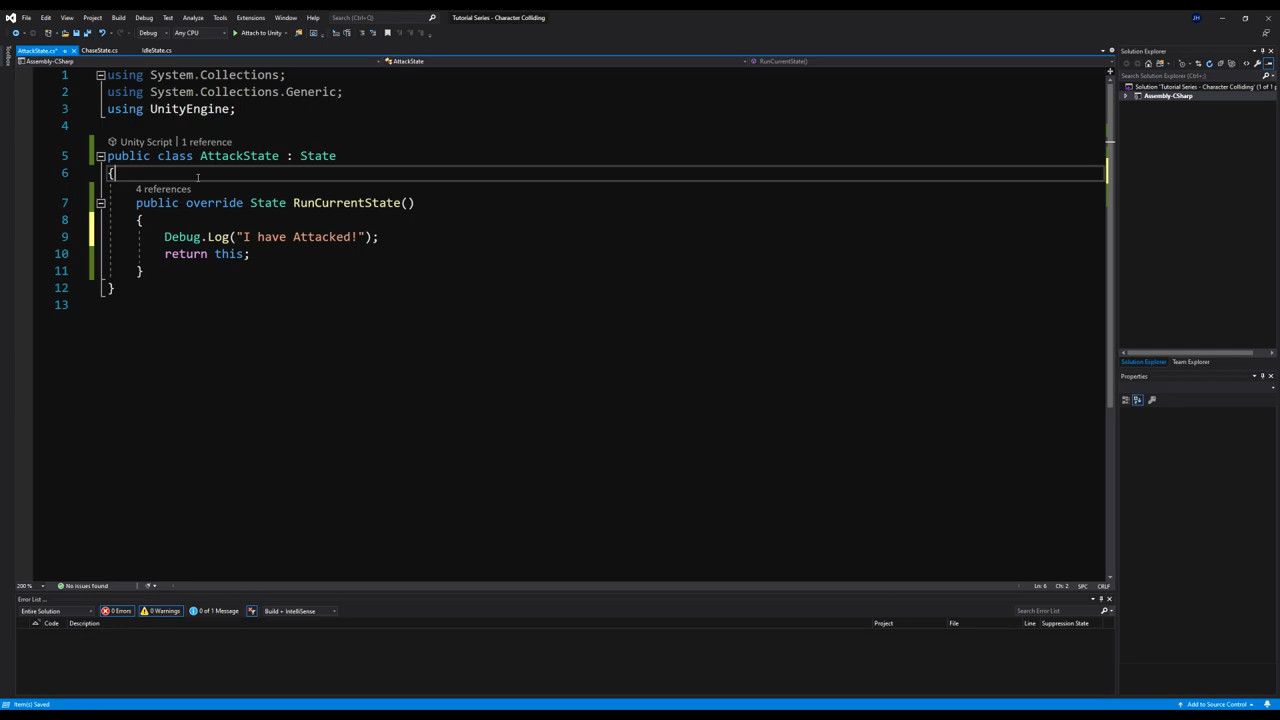 File Edit View Project Build Debug Test Analyze Tools Extensions Window Help Search (Ctrl+;) Tutorial Series - Character Colliding JH
Debug Any CPU Attach to Unity
AttackState.cs* ChaseState.cs IdleState.cs
Toolbox
Assembly-CSharp AttackState RunCurrentState()
1 using System.Collections;
2 using System.Collections.Generic;
3 using UnityEngine;
4
Unity Script | 1 reference
5 public class AttackState : State
6 {
4 references
7 public override State RunCurrentState()
8 {
9 Debug.Log("I have Attacked!");
10 return this;
11 }
12 }
13
200 % No issues found Ln: 6 Ch: 2 SPC CRLF
Error List ...
Entire Solution 0 Errors 0 Warnings 0 of 1 Message Build + IntelliSense Search Error List
Code Description Project File Line Suppression State
Item(s) Saved Add to Source Control
Solution Explorer
Search Solution Explorer (Ctrl+;)
Solution 'Tutorial Series - Character Colliding' (1 of 1 p
Assembly-CSharp
Solution Explorer Team Explorer
Properties